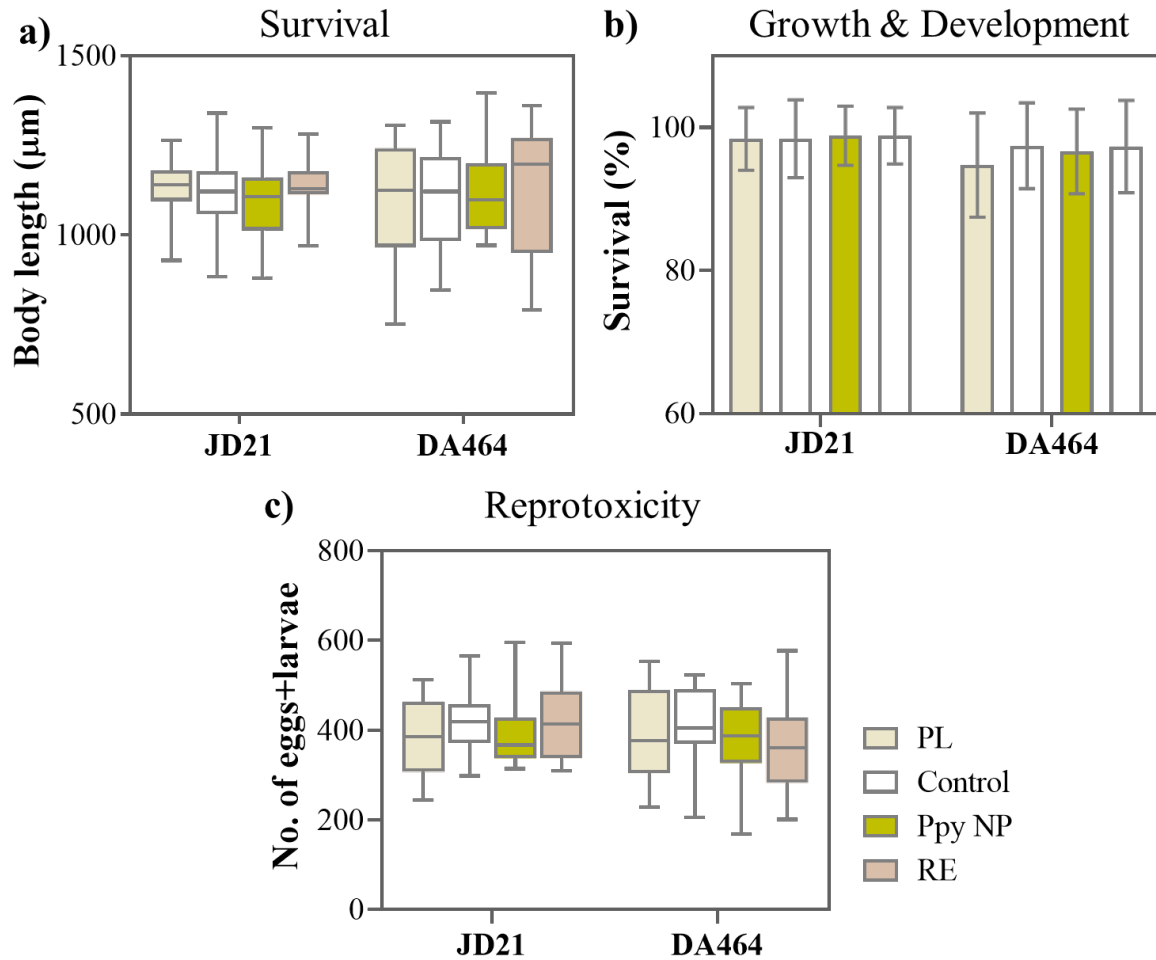 a) Survival
Body length (μm)
1500
1000
500
JD21 DA464
b) Growth & Development
Survival (%)
100
80
60
JD21 DA464
c) Reprotoxicity
No. of eggs+larvae
800
600
400
200
0
JD21 DA464
PL
Control
Ppy NP
RE